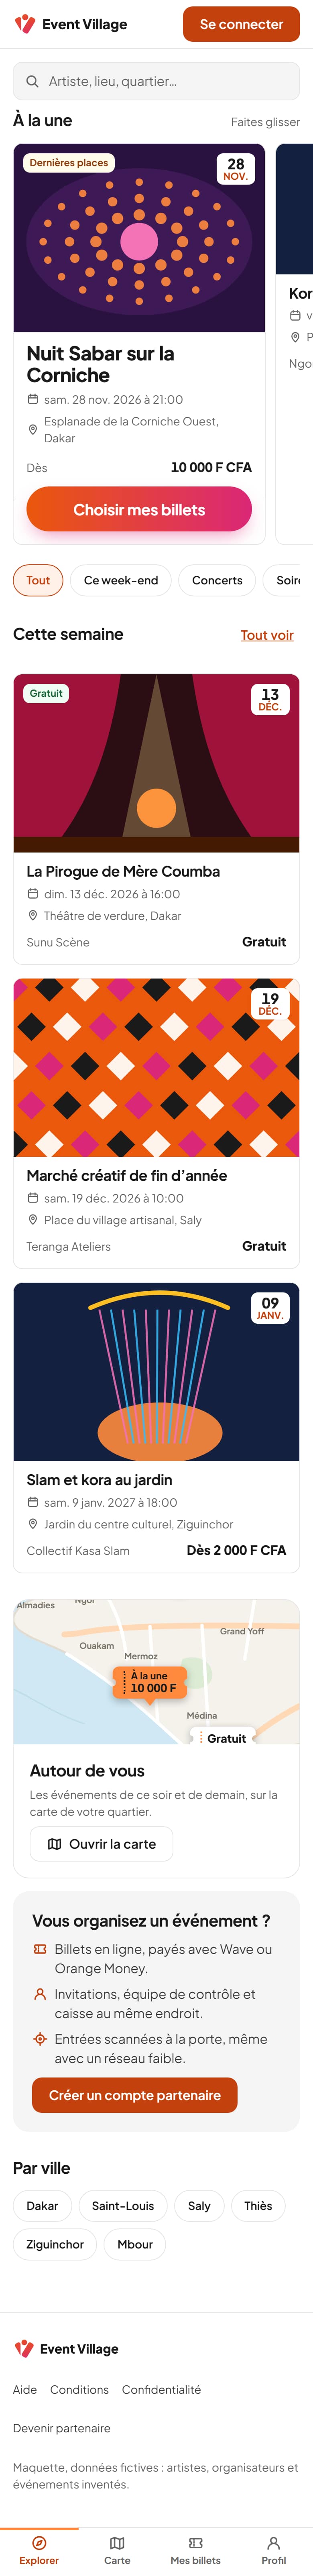 Event Village
Se connecter
Artiste, lieu, quartier…
À la une
Faites glisser
Dernières places
28
NOV.
Nuit Sabar sur la
Corniche
sam. 28 nov. 2026 à 21:00
Esplanade de la Corniche Ouest,
Dakar
Dès
10 000 F CFA
Choisir mes billets
Kor
v
P
Ngo
Tout
Ce week-end
Concerts
Soiré
Cette semaine
Tout voir
Gratuit
13
DÉC.
La Pirogue de Mère Coumba
dim. 13 déc. 2026 à 16:00
Théâtre de verdure, Dakar
Sunu Scène
Gratuit
19
DÉC.
Marché créatif de fin d’année
sam. 19 déc. 2026 à 10:00
Place du village artisanal, Saly
Teranga Ateliers
Gratuit
09
JANV.
Slam et kora au jardin
sam. 9 janv. 2027 à 18:00
Jardin du centre culturel, Ziguinchor
Collectif Kasa Slam
Dès 2 000 F CFA
Almadies
Ngor
Grand Yoff
Ouakam
Mermoz
À la une
10 000 F
Médina
Gratuit
Autour de vous
Les événements de ce soir et de demain, sur la
carte de votre quartier.
Ouvrir la carte
Vous organisez un événement ?
Billets en ligne, payés avec Wave ou
Orange Money.
Invitations, équipe de contrôle et
caisse au même endroit.
Entrées scannées à la porte, même
avec un réseau faible.
Créer un compte partenaire
Par ville
Dakar
Saint-Louis
Saly
Thiès
Ziguinchor
Mbour
Event Village
Aide
Conditions
Confidentialité
Devenir partenaire
Maquette, données fictives : artistes, organisateurs et
événements inventés.
Explorer
Carte
Mes billets
Profil